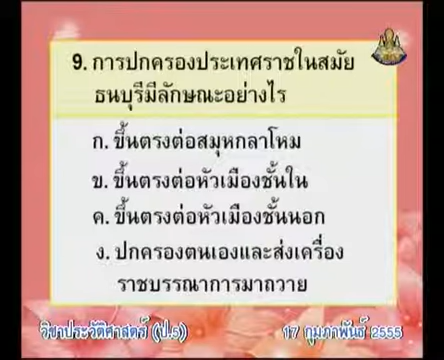 9. การปกครองประเทศราชในสมัย
ธนบุรีมีลักษณะอย่างไร
ก. ขึ้นตรงต่อสมุหกลาโหม
ข. ขึ้นตรงต่อหัวเมืองชั้นใน
ค. ขึ้นตรงต่อหัวเมืองชั้นนอก
ง. ปกครองตนเองและส่งเครื่อง
ราชบรรณาการมาถวาย
วิชาประวัติศาสตร์ (ป.5)
17 กุมภาพันธ์ 2555